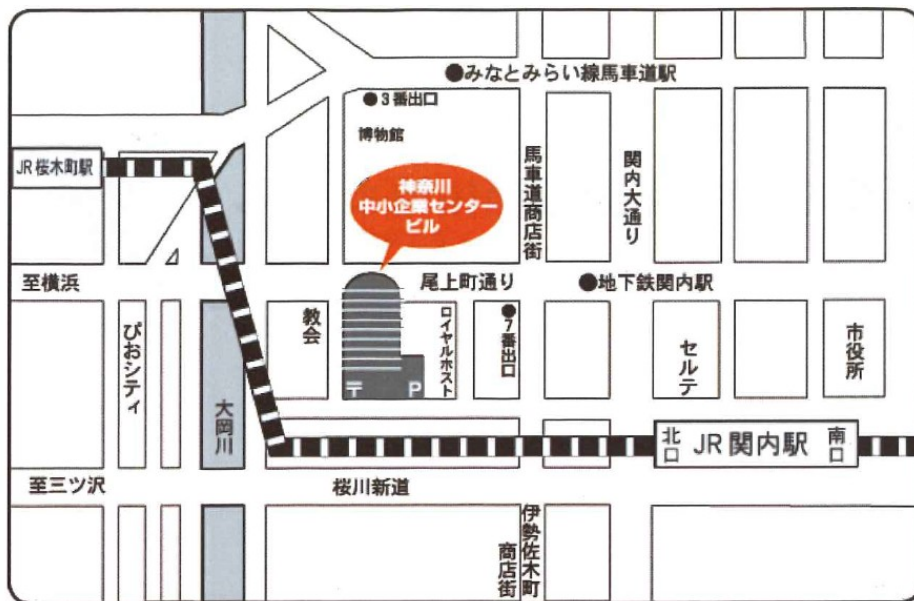 ●みなとみらい線馬車道駅
●3番出口
博物館
JR桜木町駅
神奈川
中小企業センター
ビル
馬車道商店街
関内大通り
至横浜
尾上町通り
●地下鉄関内駅
ぴおシティ
教会
ロイヤルホスト
●7番出口
セルテ
市役所
大岡川
〒
P
北口
JR関内駅
南口
至三ツ沢
桜川新道
伊勢佐木町
商店街